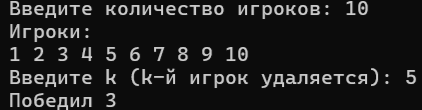 Введите количество игроков: 10
Игроки:
1 2 3 4 5 6 7 8 9 10
Введите k (k-й игрок удаляется): 5
Победил 3